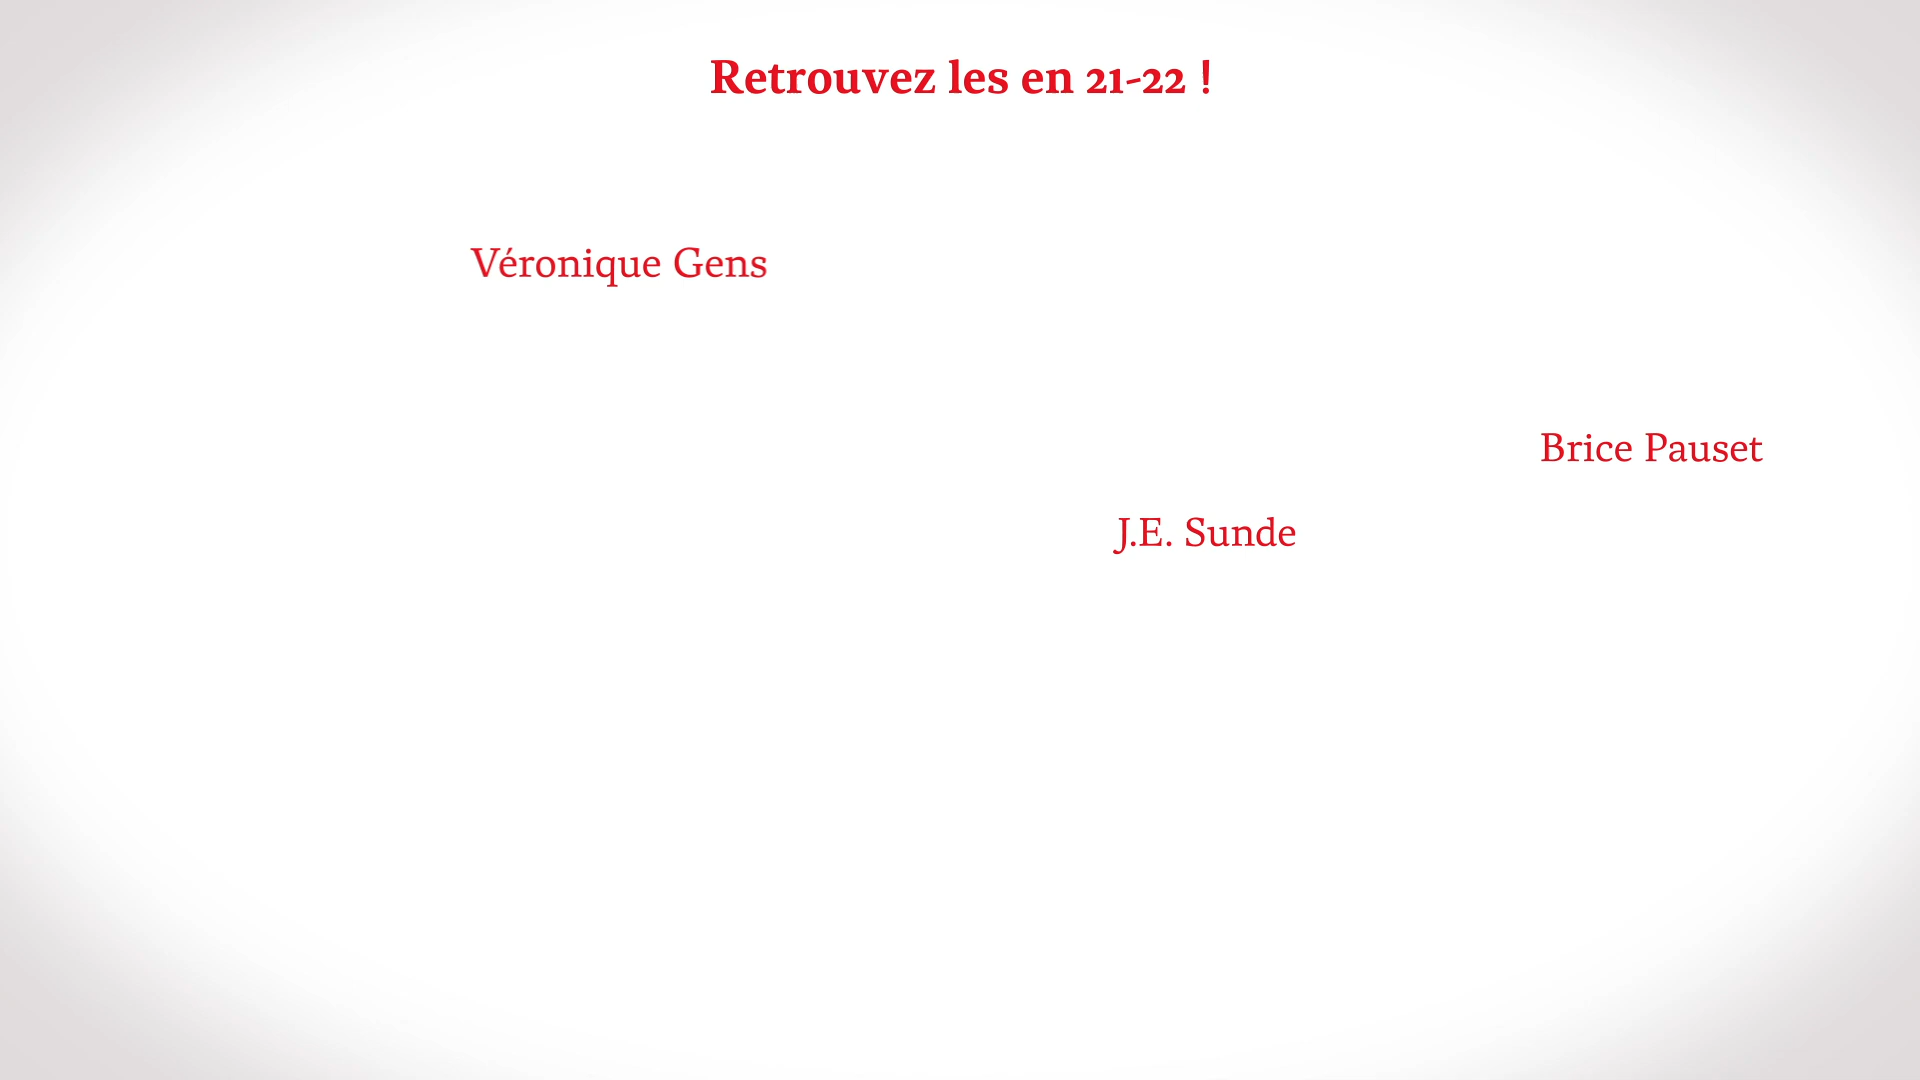 Retrouvez les en 21-22 !
Véronique Gens
Brice Pauset
J.E. Sunde